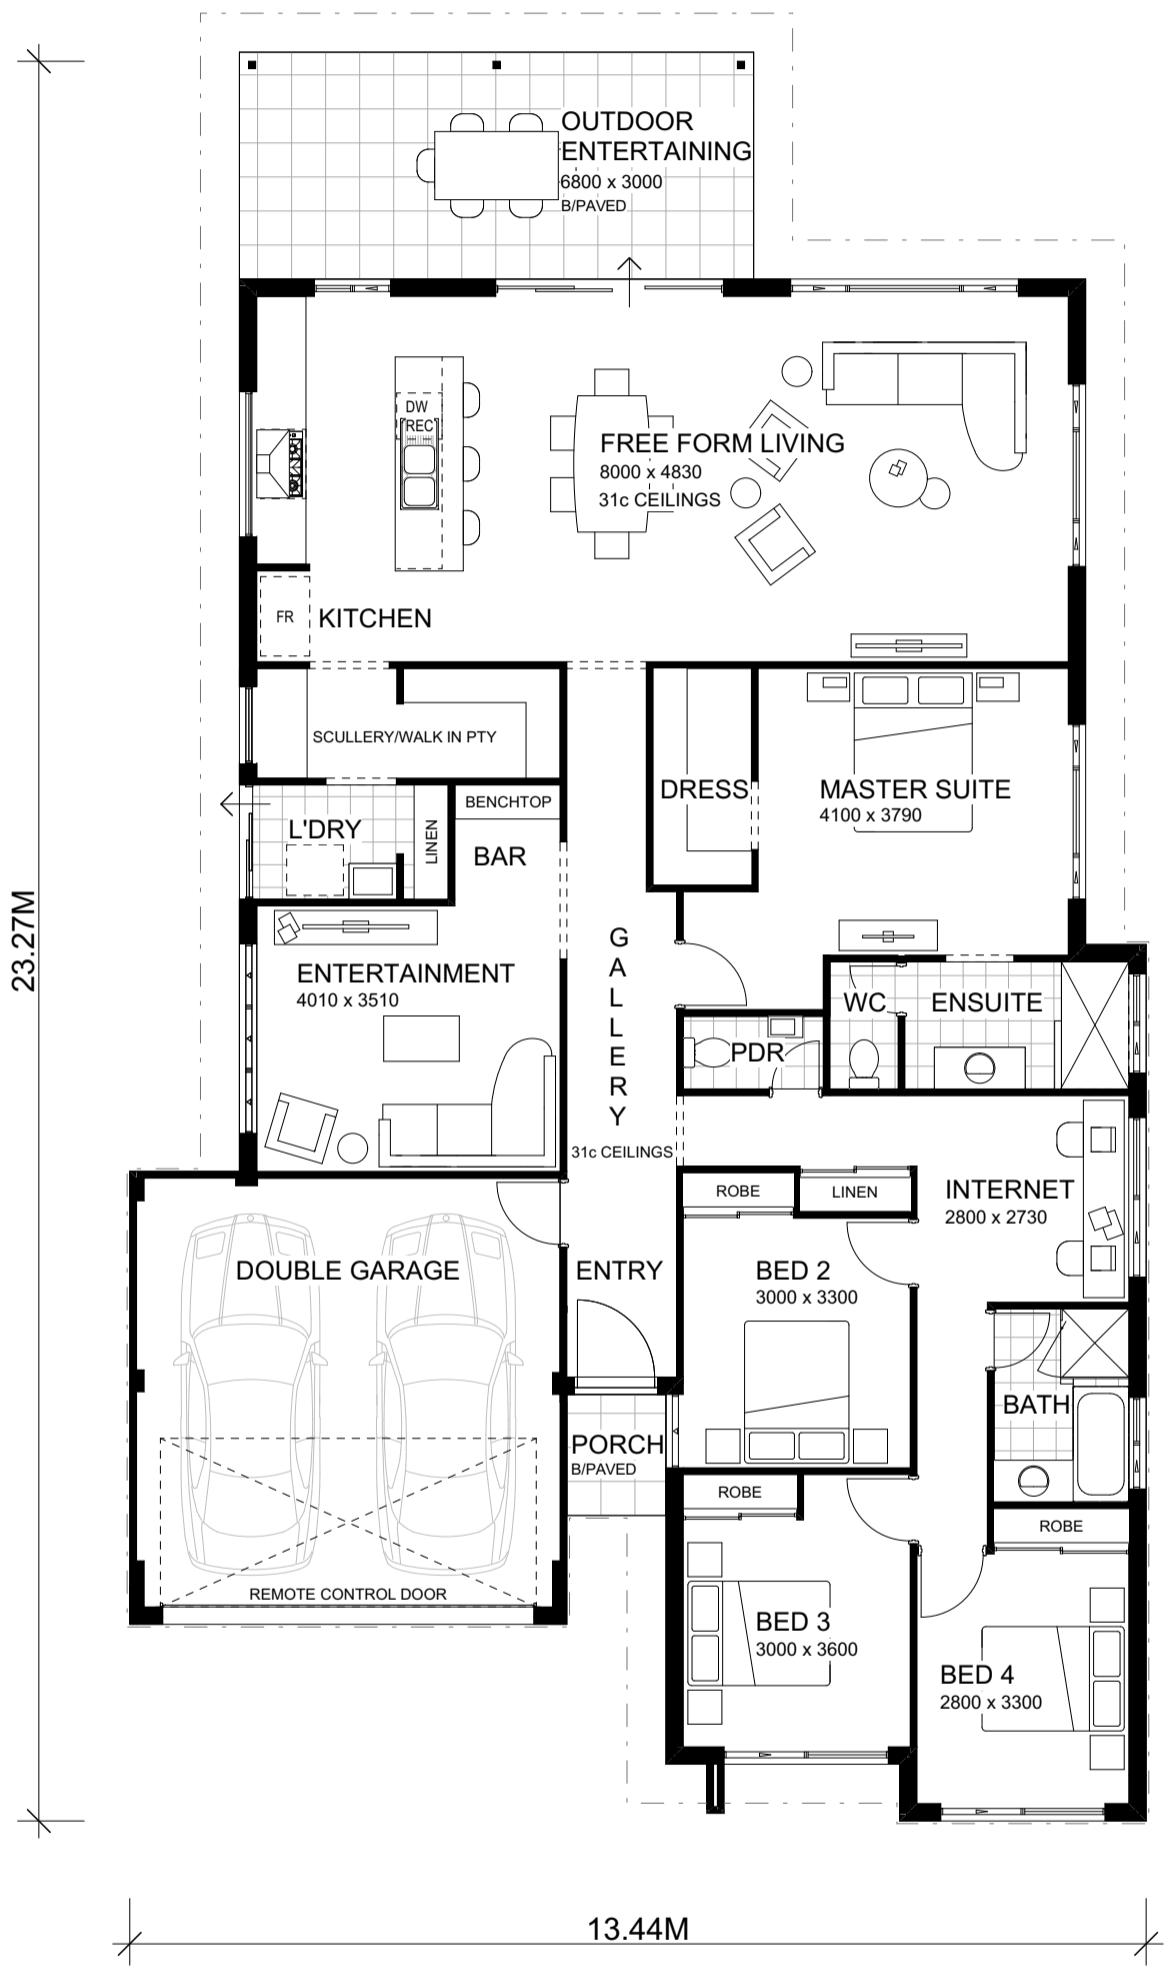 OUTDOOR
ENTERTAINING
6800 x 3000
B/PAVED
DW
REC
FREE FORM LIVING
8000 x 4830
31c CEILINGS
FR
KITCHEN
SCULLERY/WALK IN PTY
DRESS
MASTER SUITE
4100 x 3790
BENCHTOP
L'DRY
LINEN
BAR
23.27M
GALLERY
ENTERTAINMENT
4010 x 3510
WC
ENSUITE
PDR
31c CEILINGS
ROBE
LINEN
INTERNET
2800 x 2730
DOUBLE GARAGE
ENTRY
BED 2
3000 x 3300
BATH
PORCH
B/PAVED
ROBE
ROBE
REMOTE CONTROL DOOR
BED 3
3000 x 3600
BED 4
2800 x 3300
13.44M